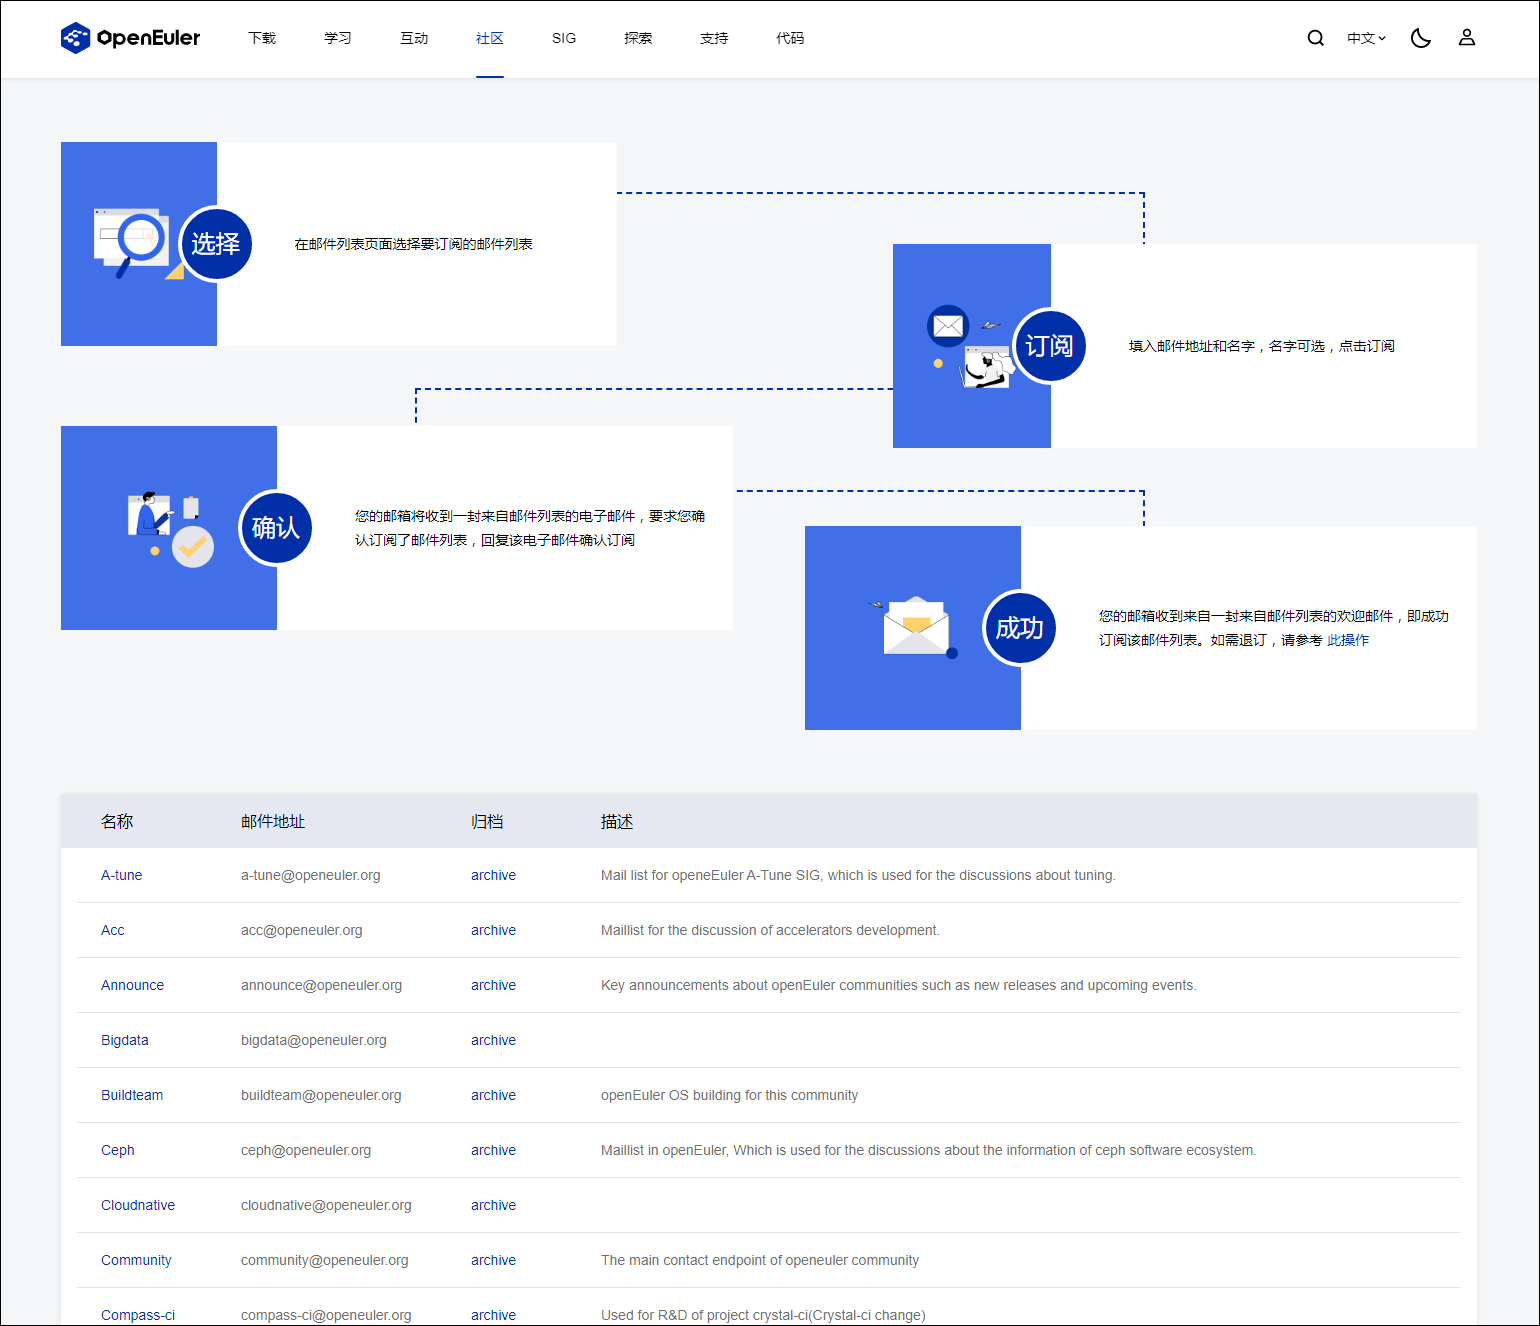 openEuler 下载 学习 互动 社区 SIG 探索 支持 代码 中文
选择
在邮件列表页面选择要订阅的邮件列表
订阅
填入邮件地址和名字，名字可选，点击订阅
确认
您的邮箱将收到一封来自邮件列表的电子邮件，要求您确
认订阅了邮件列表，回复该电子邮件确认订阅
成功
您的邮箱收到来自一封来自邮件列表的欢迎邮件，即成功
订阅该邮件列表。如需退订，请参考 此操作
名称 邮件地址 归档 描述
A-tune a-tune@openeuler.org archive Mail list for openeEuler A-Tune SIG, which is used for the discussions about tuning.
Acc acc@openeuler.org archive Maillist for the discussion of accelerators development.
Announce announce@openeuler.org archive Key announcements about openEuler communities such as new releases and upcoming events.
Bigdata bigdata@openeuler.org archive
Buildteam buildteam@openeuler.org archive openEuler OS building for this community
Ceph ceph@openeuler.org archive Maillist in openEuler, Which is used for the discussions about the information of ceph software ecosystem.
Cloudnative cloudnative@openeuler.org archive
Community community@openeuler.org archive The main contact endpoint of openeuler community
Compass-ci compass-ci@openeuler.org archive Used for R&D of project crystal-ci(Crystal-ci change)